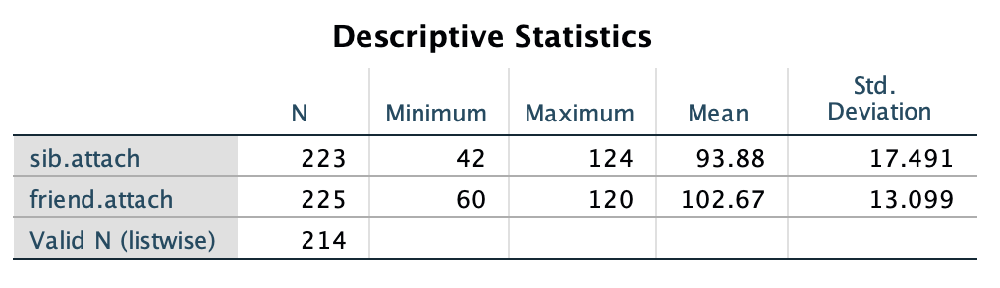 Descriptive Statistics
N Minimum Maximum Mean Std. Deviation
sib.attach 223 42 124 93.88 17.491
friend.attach 225 60 120 102.67 13.099
Valid N (listwise) 214